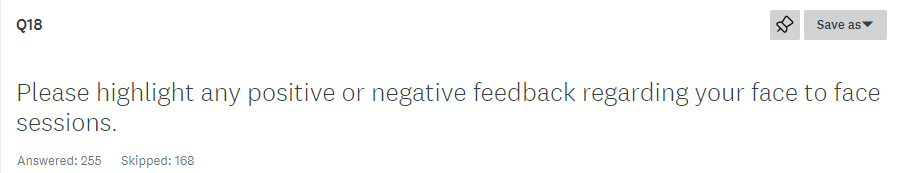 Q18
Save as
Please highlight any positive or negative feedback regarding your face to face
sessions.
Answered: 255 Skipped: 168